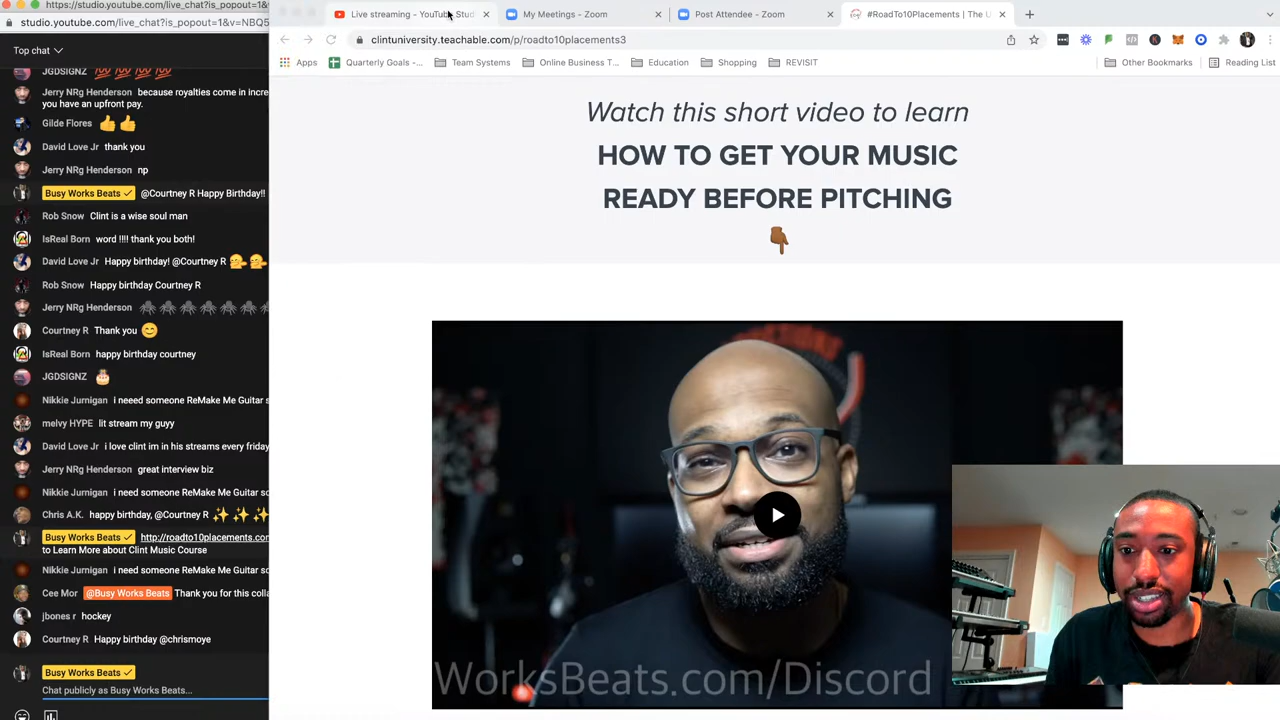 https://studio.youtube.com/live_chat?is_popout=1&v=
studio.youtube.com/live_chat?is_popout=1&v=NBQ5
Top chat
JGDSIGNZ 💯💯💯💯
Jerry NRg Henderson because royalties come in incre
you have an upfront pay.
Gilde Flores 👍👍
David Love Jr thank you
Jerry NRg Henderson np
Busy Works Beats ✓ @Courtney R Happy Birthday!!
Rob Snow Clint is a wise soul man
IsReal Born word !!!! thank you both!
David Love Jr Happy birthday! @Courtney R
Rob Snow Happy birthday Courtney R
Jerry NRg Henderson 🕷🕷🕷🕷🕷🕷
Courtney R Thank you 😊
IsReal Born happy birthday courtney
JGDSIGNZ 🎂
Nikkie Jurnigan i neeed someone ReMake Me Guitar
melvy HYPE lit stream my guyy
David Love Jr i love clint im in his streams every friday
Jerry NRg Henderson great interview biz
Nikkie Jurnigan i need someone ReMake Me Guitar so
Chris A.K. happy birthday, @Courtney R ✨✨✨
Busy Works Beats ✓ http://roadto10placements.com
to Learn More about Clint Music Course
Nikkie Jurnigan i need someone ReMake Me Guitar so
Cee Mor @Busy Works Beats Thank you for this colla
jbones r hockey
Courtney R Happy birthday @chrismoye
Busy Works Beats ✓
Chat publicly as Busy Works Beats...
Live streaming - YouTube Stud
My Meetings - Zoom
Post Attendee - Zoom
#RoadTo10Placements | The U
clintuniversity.teachable.com/p/roadto10placements3
Apps
Quarterly Goals -...
Team Systems
Online Business T...
Education
Shopping
REVISIT
Other Bookmarks
Reading List
Watch this short video to learn
HOW TO GET YOUR MUSIC
READY BEFORE PITCHING
👇🏾
WorksBeats.com/Discord